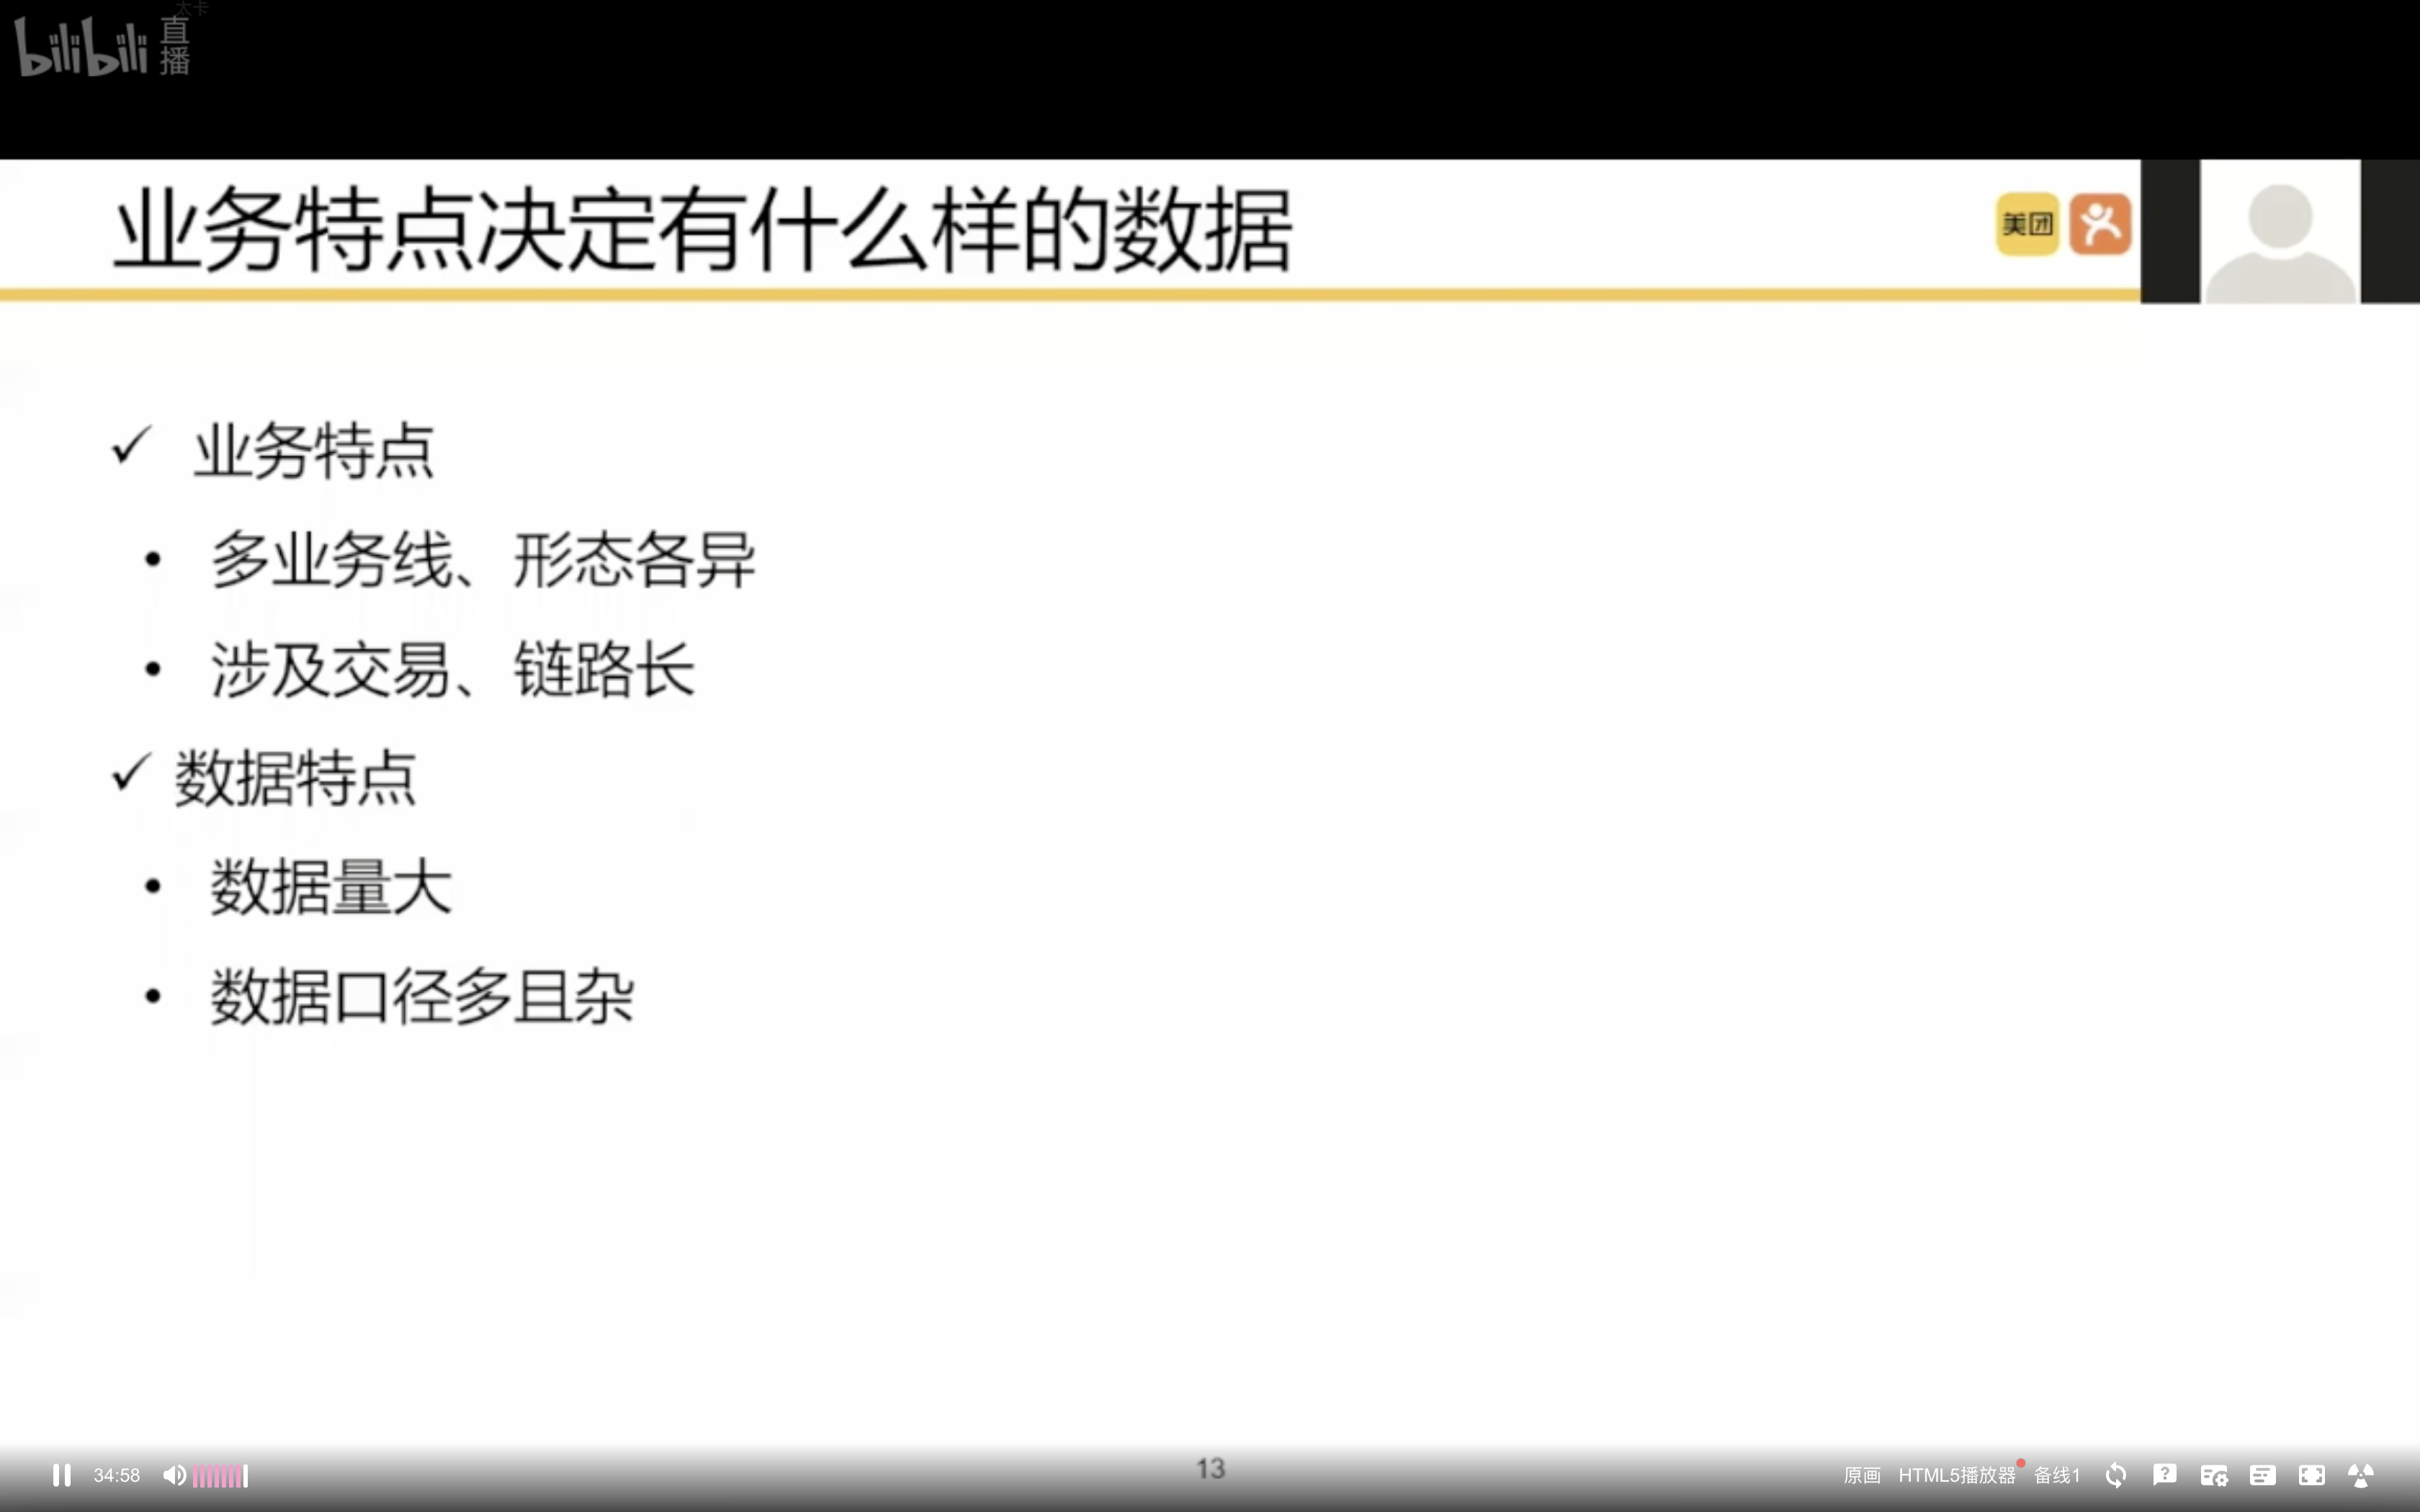 太卡
bilibili 直播
业务特点决定有什么样的数据
美团
业务特点
多业务线、形态各异
涉及交易、链路长
数据特点
数据量大
数据口径多且杂
13
34:58
原画 HTML5播放器 备线1